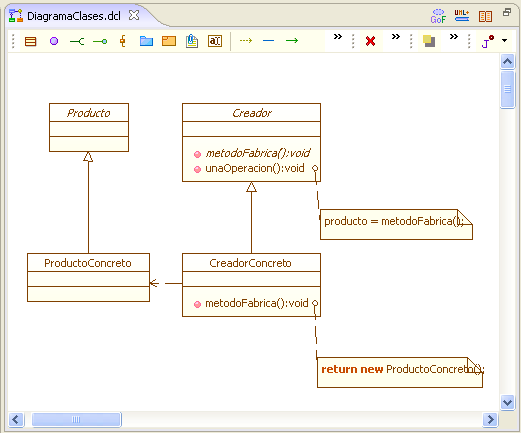 DiagramaClases.dcl
GoF
UML+
a
»
»
»
J
Producto
Creador
metodoFabrica():void
unaOperacion():void
producto = metodoFabrica();
ProductoConcreto
CreadorConcreto
metodoFabrica():void
return new ProductoConcreto();